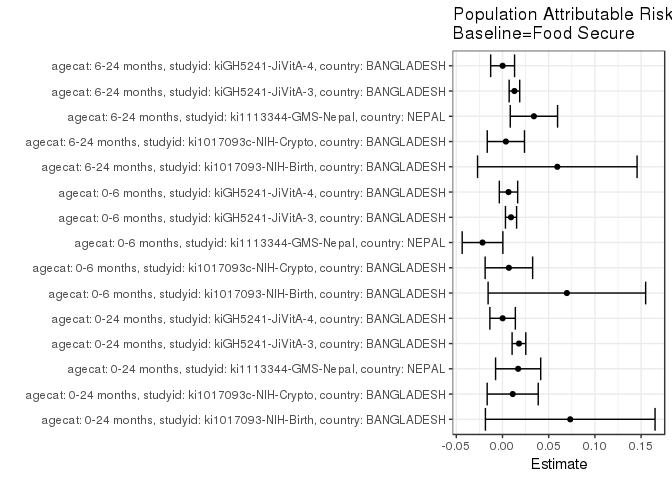 Population Attributable Risk
Baseline=Food Secure
agecat: 6-24 months, studyid: kiGH5241-JiVitA-4, country: BANGLADESH
agecat: 6-24 months, studyid: kiGH5241-JiVitA-3, country: BANGLADESH
agecat: 6-24 months, studyid: ki1113344-GMS-Nepal, country: NEPAL
agecat: 6-24 months, studyid: ki1017093c-NIH-Crypto, country: BANGLADESH
agecat: 6-24 months, studyid: ki1017093-NIH-Birth, country: BANGLADESH
agecat: 0-6 months, studyid: kiGH5241-JiVitA-4, country: BANGLADESH
agecat: 0-6 months, studyid: kiGH5241-JiVitA-3, country: BANGLADESH
agecat: 0-6 months, studyid: ki1113344-GMS-Nepal, country: NEPAL
agecat: 0-6 months, studyid: ki1017093c-NIH-Crypto, country: BANGLADESH
agecat: 0-6 months, studyid: ki1017093-NIH-Birth, country: BANGLADESH
agecat: 0-24 months, studyid: kiGH5241-JiVitA-4, country: BANGLADESH
agecat: 0-24 months, studyid: kiGH5241-JiVitA-3, country: BANGLADESH
agecat: 0-24 months, studyid: ki1113344-GMS-Nepal, country: NEPAL
agecat: 0-24 months, studyid: ki1017093c-NIH-Crypto, country: BANGLADESH
agecat: 0-24 months, studyid: ki1017093-NIH-Birth, country: BANGLADESH
-0.05 0.00 0.05 0.10 0.15
Estimate